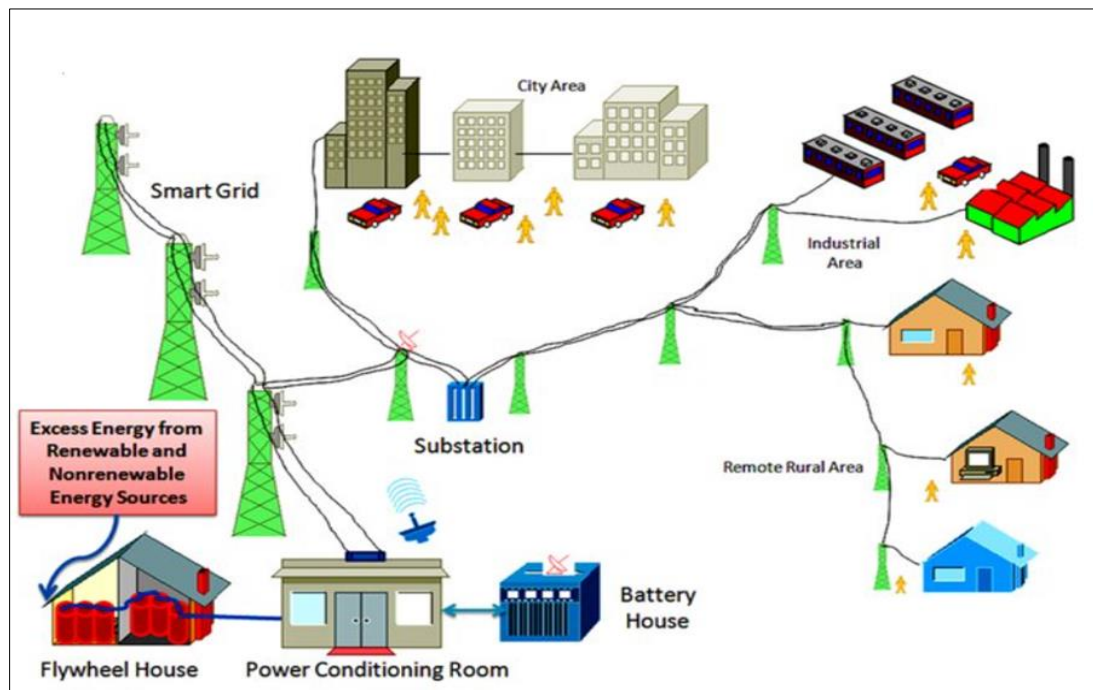 City Area
Smart Grid
Industrial
Area
Excess Energy from
Renewable and
Nonrenewable
Energy Sources
Substation
Remote Rural Area
Battery
House
Flywheel House
Power Conditioning Room